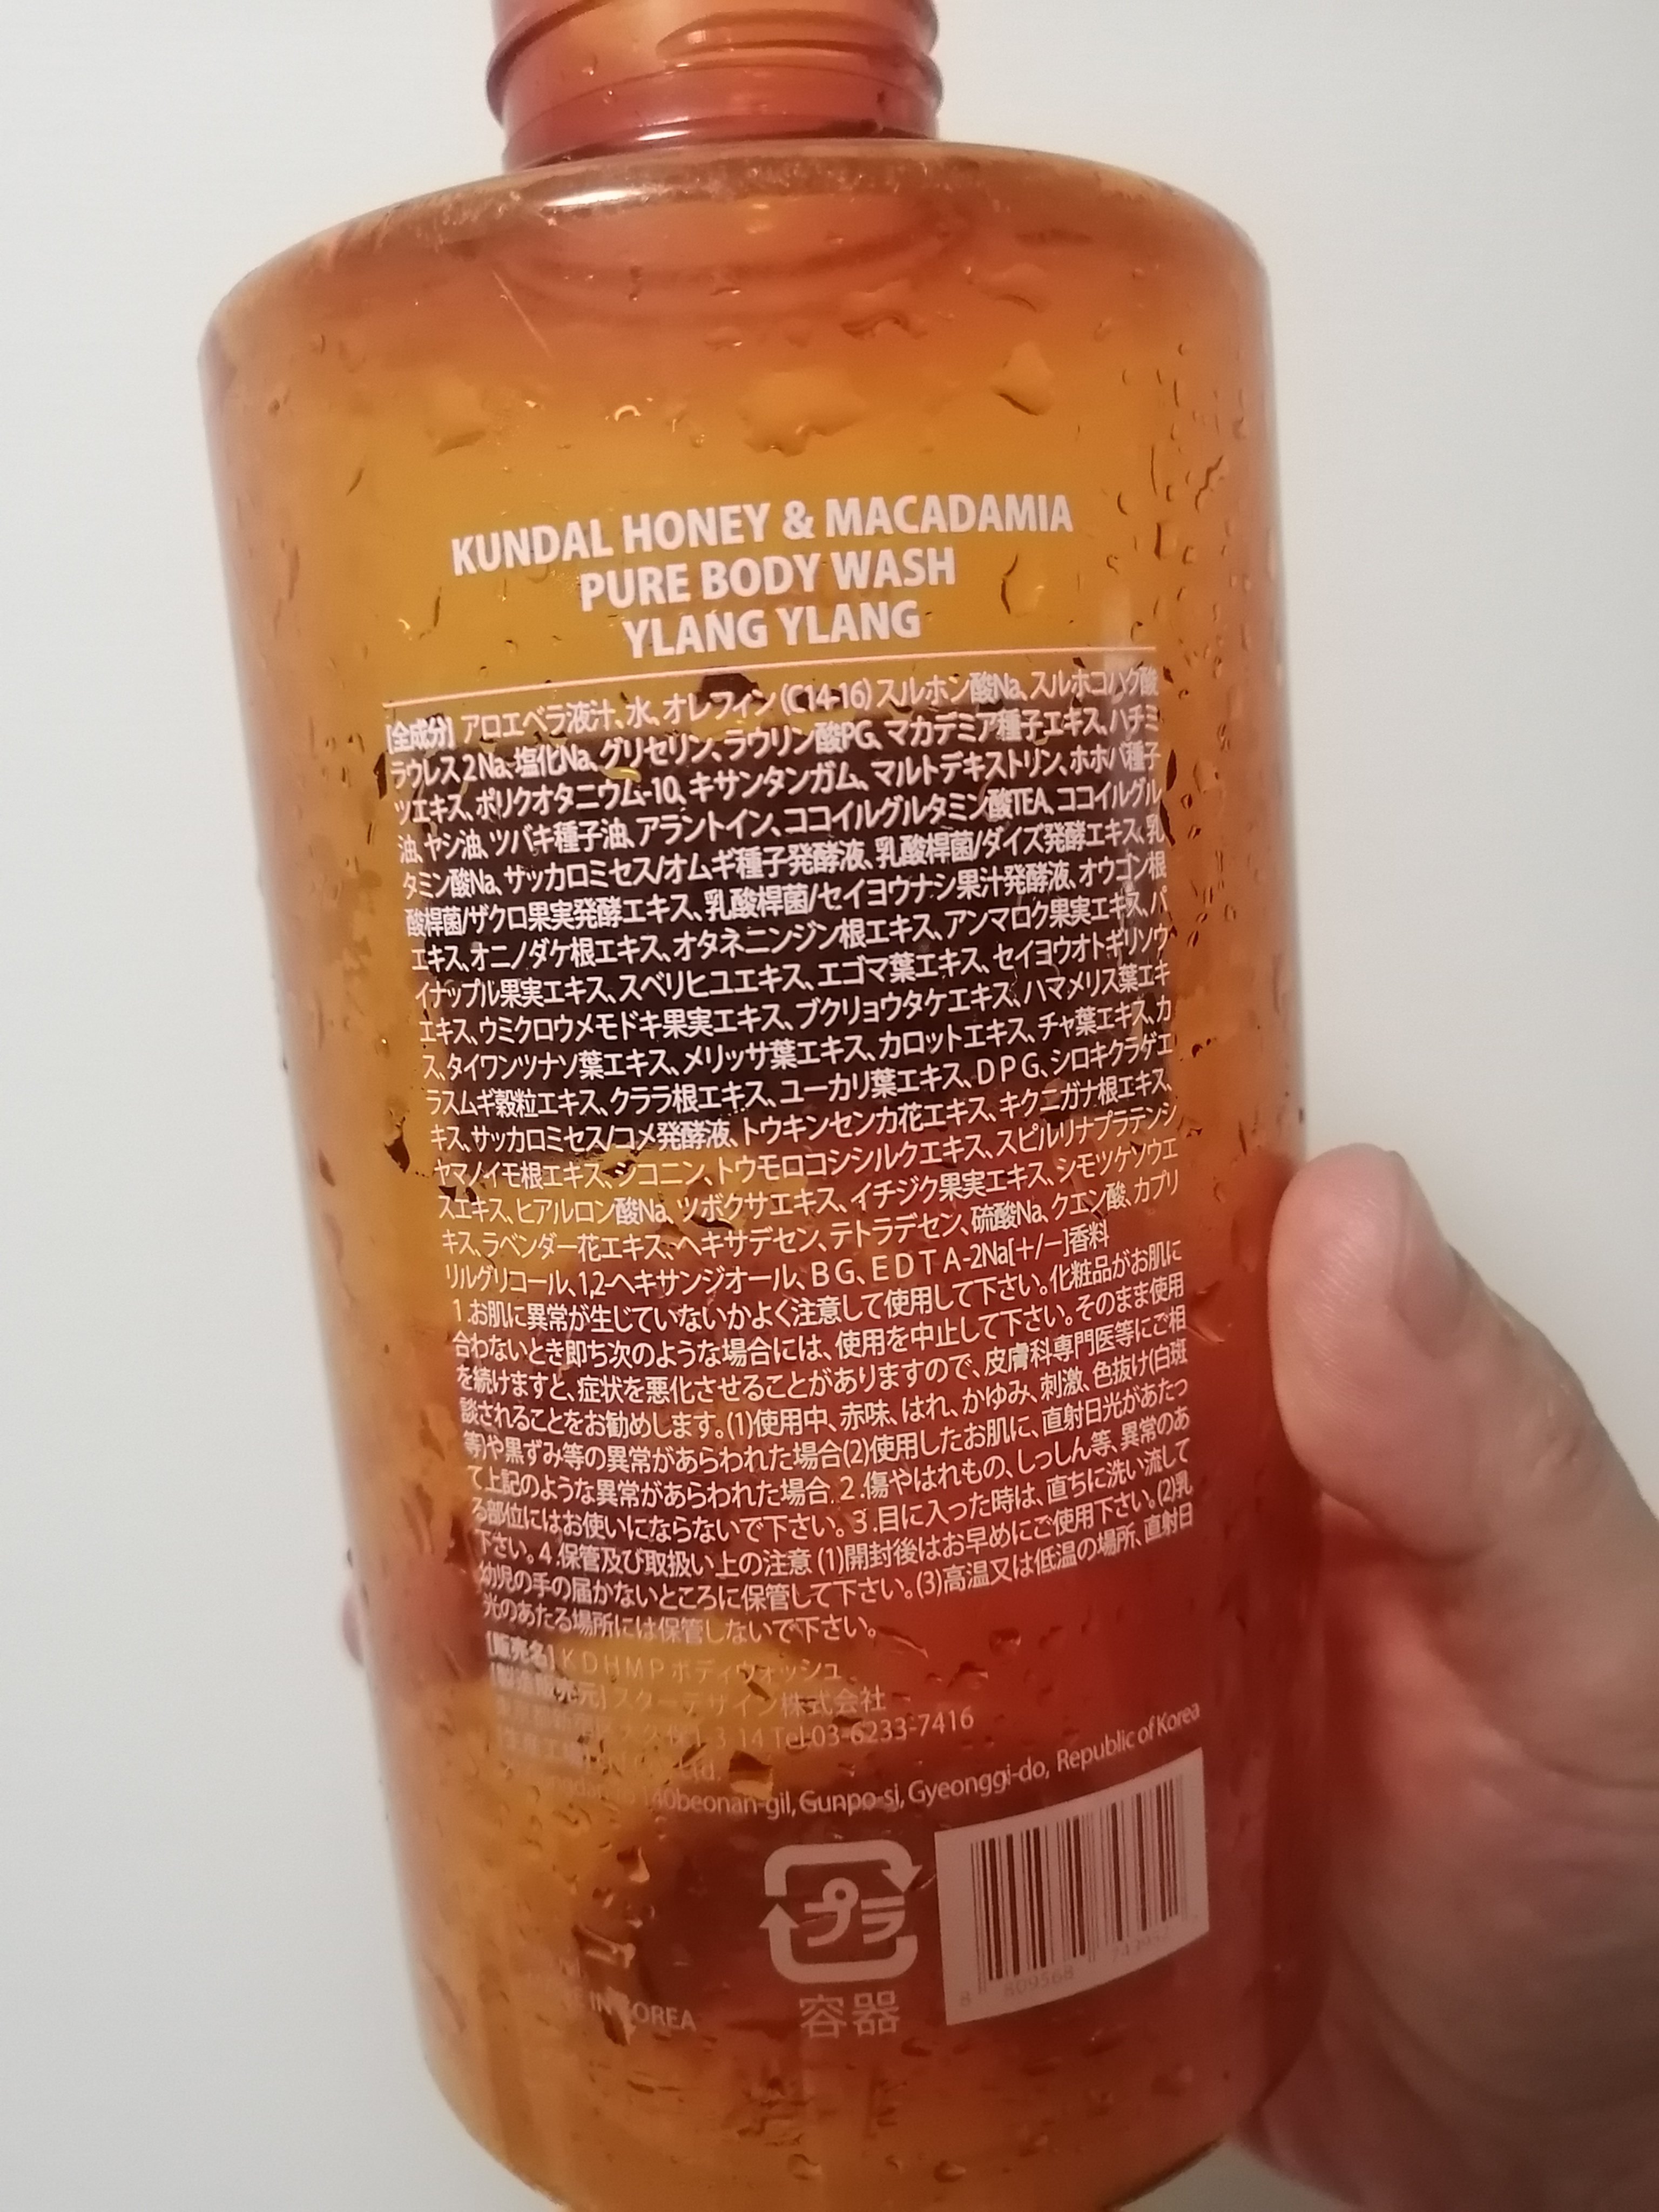 KUNDAL HONEY & MACADAMIA
PURE BODY WASH
YLANG YLANG
[全成分] アロエベラ液汁、水、オレフィン(C14-16)スルホン酸Na、スルホコハク酸
ラウレス2Na、塩化Na、グリセリン、ラウリン酸PG、マカデミア種子エキス、ハチミ
ツエキス、ポリクオタニウム-10、キサンタンガム、マルトデキストリン、ホホバ種子
油、ヤシ油、ツバキ種子油、アラントイン、ココイルグルタミン酸TEA、ココイルグル
タミン酸Na、サッカロミセス/オムギ種子発酵液、乳酸桿菌/ダイズ発酵エキス、乳
酸桿菌/ザクロ果実発酵エキス、乳酸桿菌/セイヨウナシ果汁発酵液、オウゴン根
エキス、オニノダケ根エキス、オタネニンジン根エキス、アンマロク果実エキス、パ
イナップル果実エキス、スベリヒユエキス、エゴマ葉エキス、セイヨウオトギリソウ
エキス、ウミクロウメモドキ果実エキス、ブクリョウタケエキス、ハマメリス葉エキ
ス、タイワンツナソ葉エキス、メリッサ葉エキス、カロットエキス、チャ葉エキス、カ
ラスムギ穀粒エキス、クララ根エキス、ユーカリ葉エキス、DPG、シロキクラゲエ
キス、サッカロミセス/コメ発酵液、トウキンセンカ花エキス、キクニガナ根エキス、
ヤマノイモ根エキス、シコニン、トウモロコシシルクエキス、スピルリナプラテンシ
スエキス、ヒアルロン酸Na、ツボクサエキス、イチジク果実エキス、シモツケソウエ
キス、ラベンダー花エキス、ヘキサデセン、テトラデセン、硫酸Na、クエン酸、カプリ
リルグリコール、1,2-ヘキサンジオール、BG、EDTA-2Na[+/-]香料
1.お肌に異常が生じていないかよく注意して使用して下さい。化粧品がお肌に
合わないとき即ち次のような場合には、使用を中止して下さい。そのまま使用
を続けますと、症状を悪化させることがありますので、皮膚科専門医等にご相
談されることをお勧めします。(1)使用中、赤味、はれ、かゆみ、刺激、色抜け(白斑
等)や黒ずみ等の異常があらわれた場合(2)使用したお肌に、直射日光があたっ
て上記のような異常があらわれた場合 2.傷やはれもの、しっしん等、異常のあ
る部位にはお使いにならないで下さい。3.目に入った時は、直ちに洗い流して
下さい。4.保管及び取扱い上の注意 (1)開封後はお早めにご使用下さい。(2)乳
幼児の手の届かないところに保管して下さい。(3)高温又は低温の場所、直射日
光のあたる場所には保管しないで下さい。
[販売名] KDHMPボディウォッシュ
[製造販売元] スターデザイン株式会社
大久保1-3-14 Tel:03-6233-7416
Ltd.
140beonan-gil, Gunpo-si, Gyeonggi-do, Republic of Korea
プラ
容器
8 809568
IN KOREA